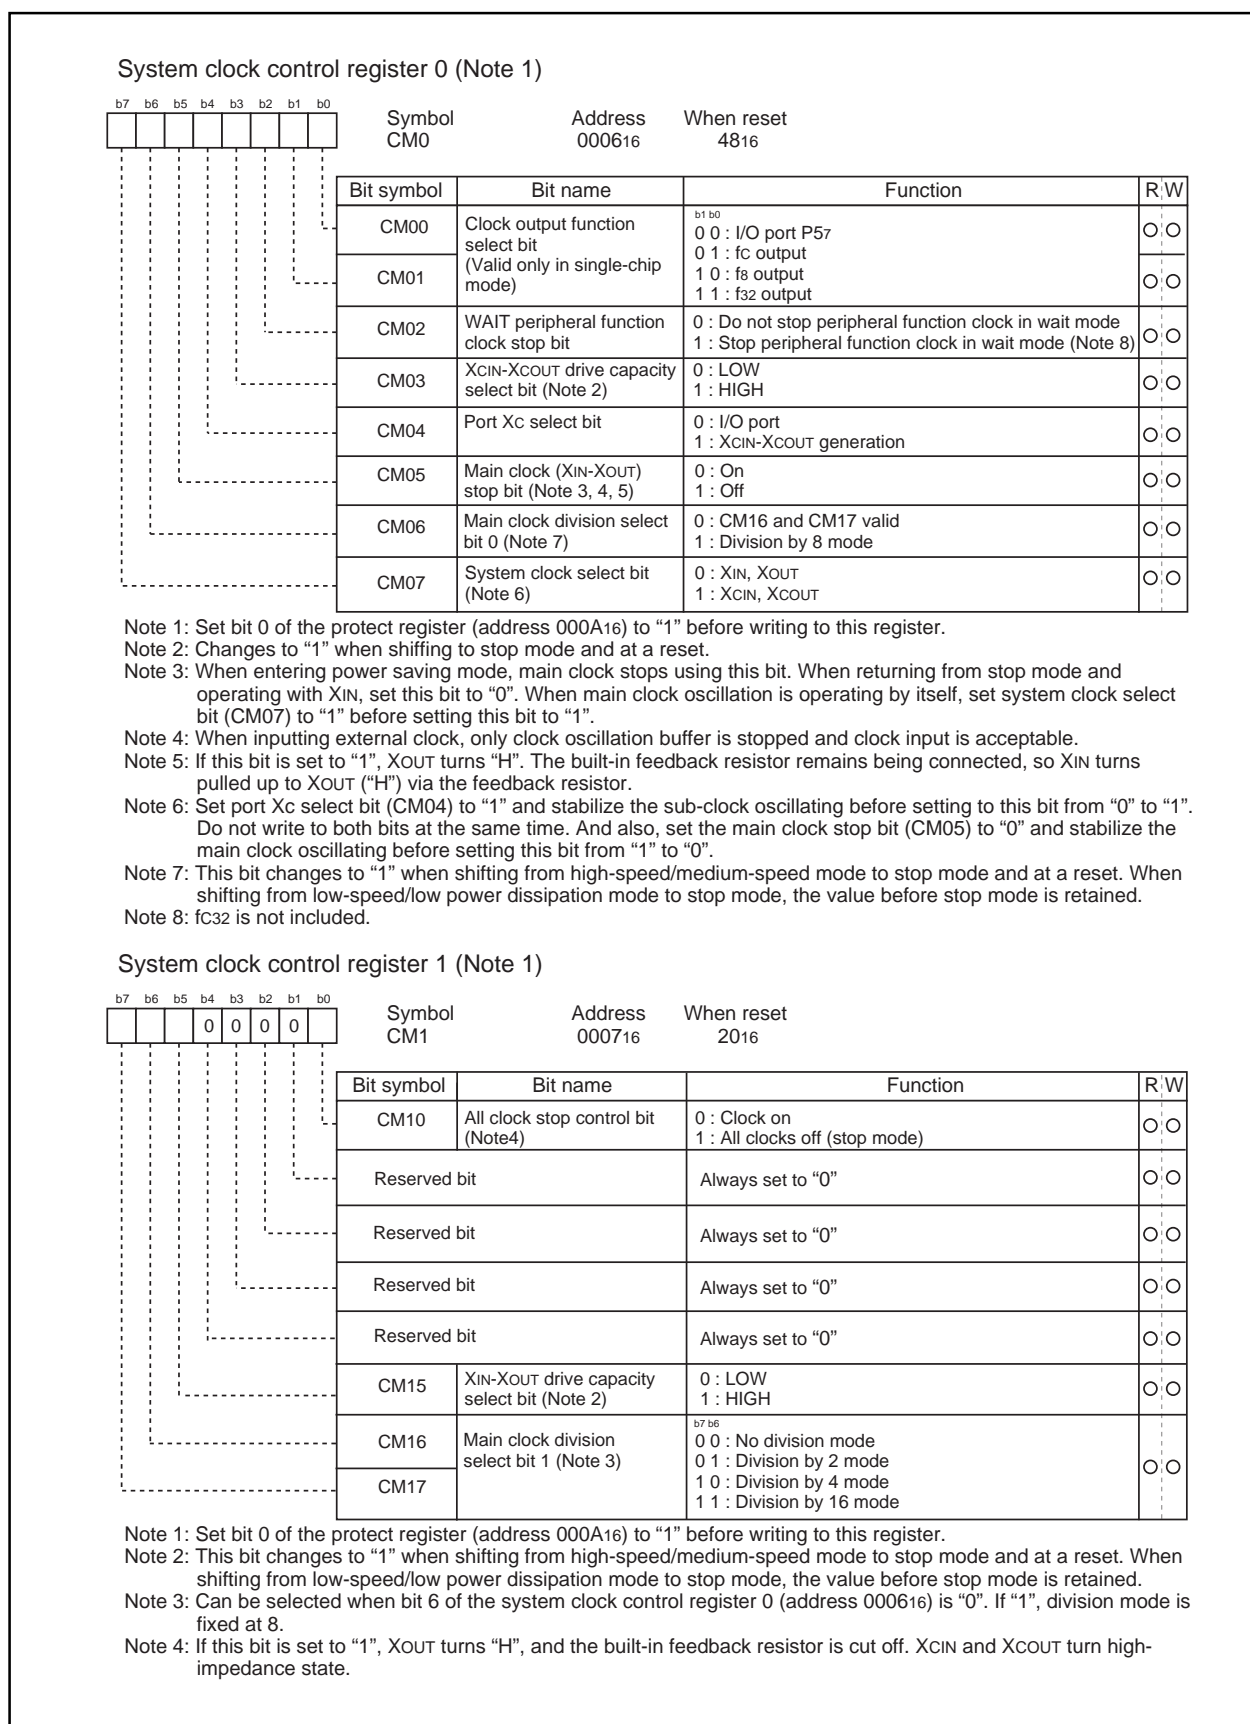 System clock control register 0 (Note 1)
b7 b6 b5 b4 b3 b2 b1 b0
Symbol Address When reset
CM0 000616 4816
Bit symbol Bit name Function R W
CM00 Clock output function select bit (Valid only in single-chip mode)
b1 b0
0 0 : I/O port P57
0 1 : fC output
CM01
1 0 : f8 output
1 1 : f32 output
CM02 WAIT peripheral function clock stop bit
0 : Do not stop peripheral function clock in wait mode
1 : Stop peripheral function clock in wait mode (Note 8)
CM03 XCIN-XCOUT drive capacity select bit (Note 2)
0 : LOW
1 : HIGH
CM04 Port XC select bit
0 : I/O port
1 : XCIN-XCOUT generation
CM05 Main clock (XIN-XOUT) stop bit (Note 3, 4, 5)
0 : On
1 : Off
CM06 Main clock division select bit 0 (Note 7)
0 : CM16 and CM17 valid
1 : Division by 8 mode
CM07 System clock select bit (Note 6)
0 : XIN, XOUT
1 : XCIN, XCOUT
Note 1: Set bit 0 of the protect register (address 000A16) to “1” before writing to this register.
Note 2: Changes to “1” when shiffing to stop mode and at a reset.
Note 3: When entering power saving mode, main clock stops using this bit. When returning from stop mode and
operating with XIN, set this bit to “0”. When main clock oscillation is operating by itself, set system clock select
bit (CM07) to “1” before setting this bit to “1”.
Note 4: When inputting external clock, only clock oscillation buffer is stopped and clock input is acceptable.
Note 5: If this bit is set to “1”, XOUT turns “H”. The built-in feedback resistor remains being connected, so XIN turns
pulled up to XOUT (“H”) via the feedback resistor.
Note 6: Set port Xc select bit (CM04) to “1” and stabilize the sub-clock oscillating before setting to this bit from “0” to “1”.
Do not write to both bits at the same time. And also, set the main clock stop bit (CM05) to “0” and stabilize the
main clock oscillating before setting this bit from “1” to “0”.
Note 7: This bit changes to “1” when shifting from high-speed/medium-speed mode to stop mode and at a reset. When
shifting from low-speed/low power dissipation mode to stop mode, the value before stop mode is retained.
Note 8: fC32 is not included.
System clock control register 1 (Note 1)
b7 b6 b5 b4 b3 b2 b1 b0
0 0 0 0
Symbol Address When reset
CM1 000716 2016
Bit symbol Bit name Function R W
CM10 All clock stop control bit (Note4)
0 : Clock on
1 : All clocks off (stop mode)
Reserved bit Always set to “0”
Reserved bit Always set to “0”
Reserved bit Always set to “0”
Reserved bit Always set to “0”
CM15 XIN-XOUT drive capacity select bit (Note 2)
0 : LOW
1 : HIGH
CM16 Main clock division select bit 1 (Note 3)
b7 b6
0 0 : No division mode
0 1 : Division by 2 mode
CM17
1 0 : Division by 4 mode
1 1 : Division by 16 mode
Note 1: Set bit 0 of the protect register (address 000A16) to “1” before writing to this register.
Note 2: This bit changes to “1” when shifting from high-speed/medium-speed mode to stop mode and at a reset. When
shifting from low-speed/low power dissipation mode to stop mode, the value before stop mode is retained.
Note 3: Can be selected when bit 6 of the system clock control register 0 (address 000616) is “0”. If “1”, division mode is
fixed at 8.
Note 4: If this bit is set to “1”, XOUT turns “H”, and the built-in feedback resistor is cut off. XCIN and XCOUT turn high-
impedance state.